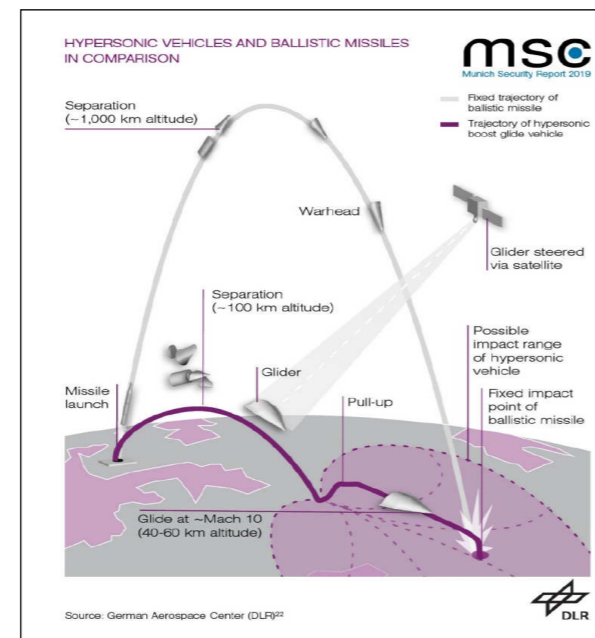 HYPERSONIC VEHICLES AND BALLISTIC MISSILES
IN COMPARISON
msc
Munich Security Report 2019
Fixed trajectory of
ballistic missile
Trajectory of hypersonic
boost glide vehicle
Separation
(~1,000 km altitude)
Warhead
Glider steered
via satellite
Separation
(~100 km altitude)
Possible
impact range
of hypersonic
vehicle
Glider
Missile
launch
Pull-up
Fixed impact
point of
ballistic missile
Glide at ~Mach 10
(40-60 km altitude)
Source: German Aerospace Center (DLR)²²
DLR